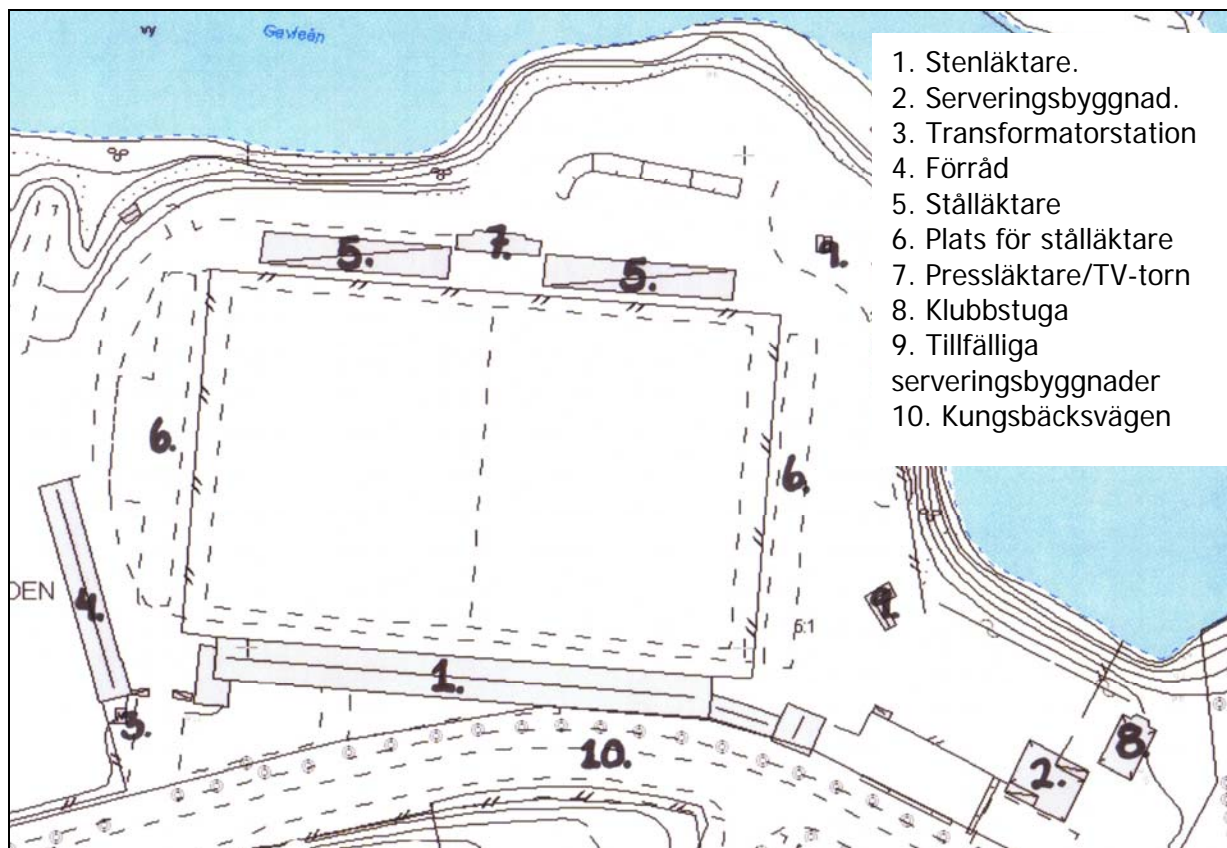 vy
Gavleån
1. Stenläktare.
2. Serveringsbyggnad.
3. Transformatorstation
4. Förråd
5. Stålläktare
6. Plats för stålläktare
7. Pressläktare/TV-torn
8. Klubbstuga
9. Tillfälliga
serveringsbyggnader
10. Kungsbäcksvägen
5.
7.
5.
9.
6.
6.
DEN
4.
9.
6:1
1.
3.
10.
2.
8.